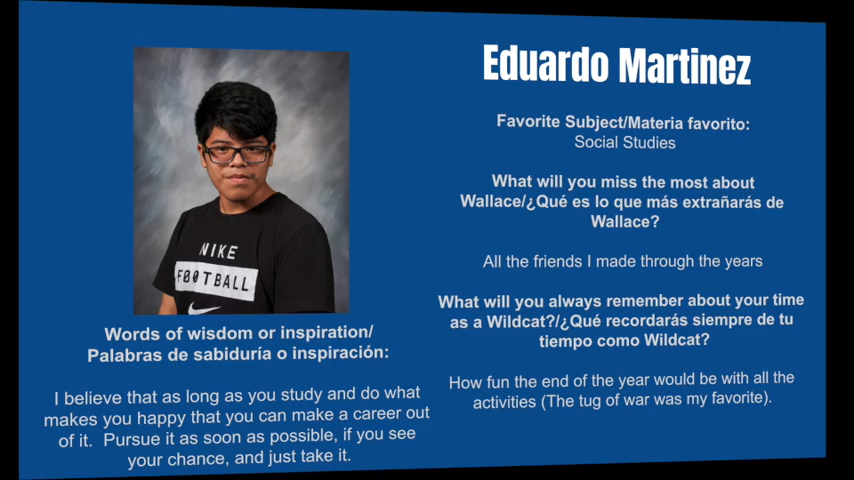 Eduardo Martinez
NIKE
FOOTBALL
Words of wisdom or inspiration/
Palabras de sabiduría o inspiración:
I believe that as long as you study and do what
makes you happy that you can make a career out
of it. Pursue it as soon as possible, if you see
your chance, and just take it.
Favorite Subject/Materia favorito:
Social Studies
What will you miss the most about
Wallace/¿Qué es lo que más extrañarás de
Wallace?
All the friends I made through the years
What will you always remember about your time
as a Wildcat?/¿Qué recordarás siempre de tu
tiempo como Wildcat?
How fun the end of the year would be with all the
activities (The tug of war was my favorite).